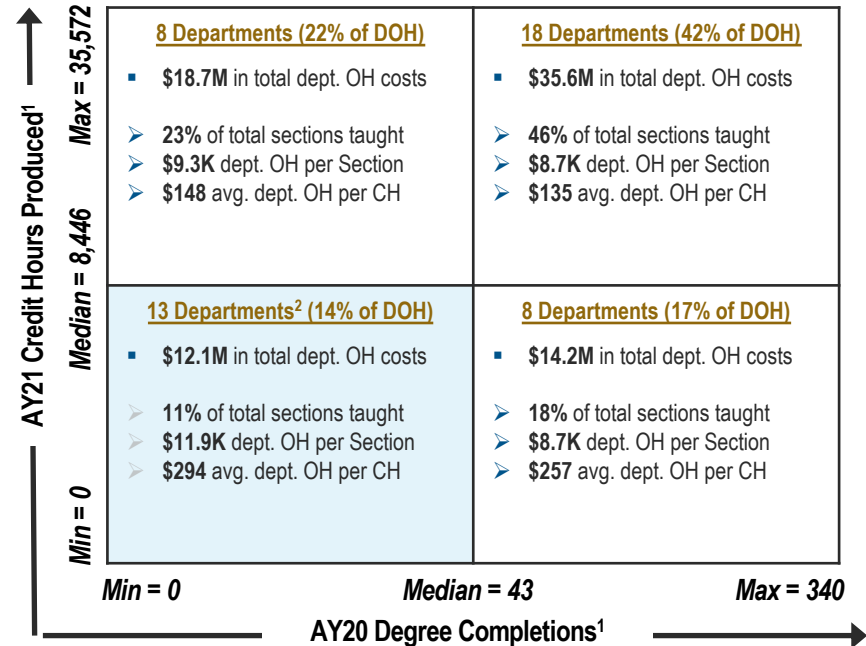 AY21 Credit Hours Produced1
Max = 35,572
Median = 8,446
Min = 0
8 Departments (22% of DOH)
▪ $18.7M in total dept. OH costs
➢ 23% of total sections taught
➢ $9.3K dept. OH per Section
➢ $148 avg. dept. OH per CH
18 Departments (42% of DOH)
▪ $35.6M in total dept. OH costs
➢ 46% of total sections taught
➢ $8.7K dept. OH per Section
➢ $135 avg. dept. OH per CH
13 Departments2 (14% of DOH)
▪ $12.1M in total dept. OH costs
➢ 11% of total sections taught
➢ $11.9K dept. OH per Section
➢ $294 avg. dept. OH per CH
8 Departments (17% of DOH)
▪ $14.2M in total dept. OH costs
➢ 18% of total sections taught
➢ $8.7K dept. OH per Section
➢ $257 avg. dept. OH per CH
Min = 0
Median = 43
Max = 340
AY20 Degree Completions1